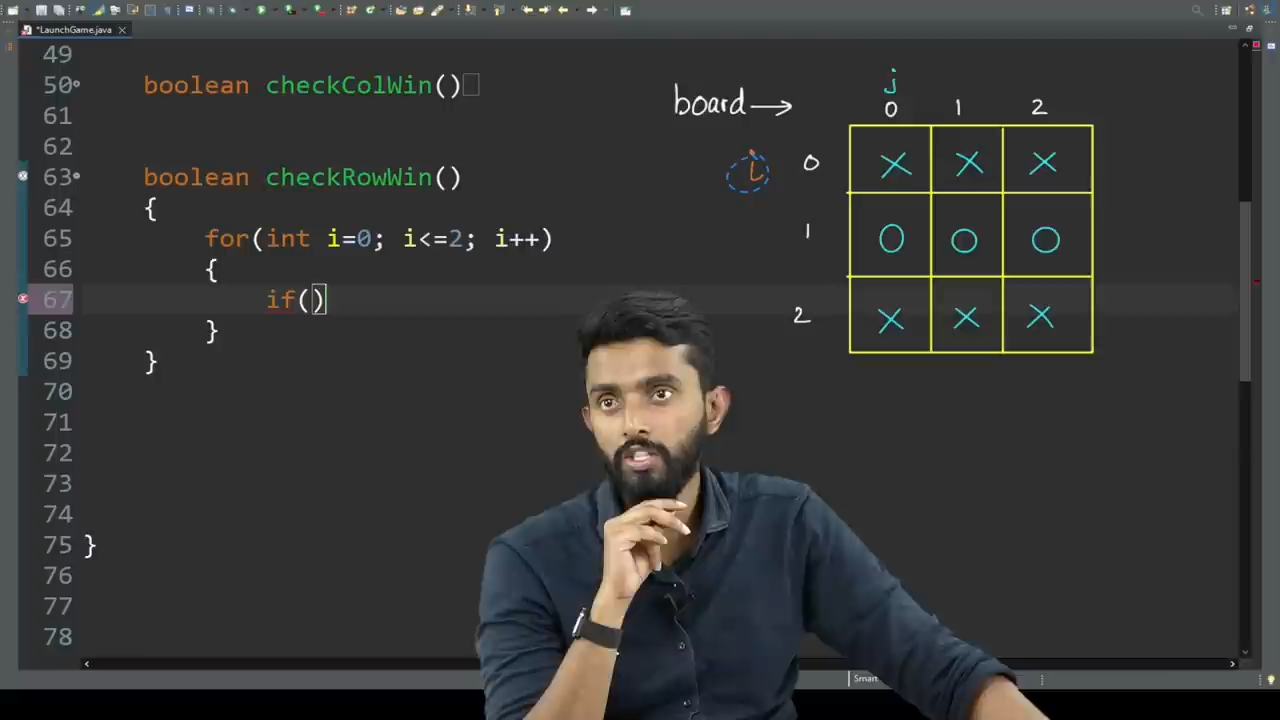 *LaunchGame.java
49
50 boolean checkColWin()
61
62
63 boolean checkRowWin()
64 {
65 for(int i=0; i<=2; i++)
66 {
67 if()
68 }
69 }
70
71
72
73
74
75 }
76
77
78
j
board → 0 1 2
i 0 X X X
1 O O O
2 X X X
Smart